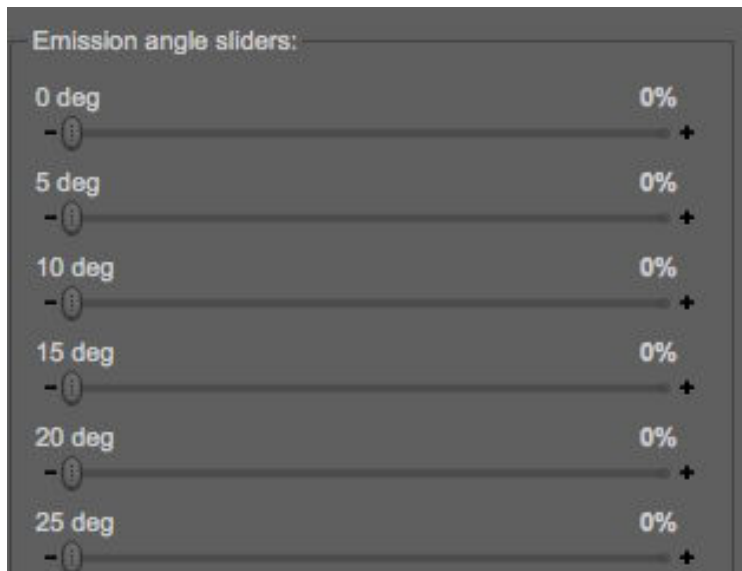 Emission angle sliders:
0 deg 0%
- +
5 deg 0%
- +
10 deg 0%
- +
15 deg 0%
- +
20 deg 0%
- +
25 deg 0%
- +